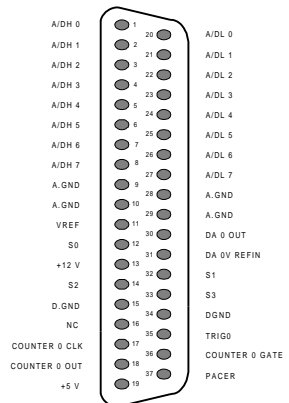 A/DH 0 1
20 A/DL 0
A/DH 1 2
21 A/DL 1
A/DH 2 3
22 A/DL 2
A/DH 3 4
23 A/DL 3
A/DH 4 5
24 A/DL 4
A/DH 5 6
25 A/DL 5
A/DH 6 7
26 A/DL 6
A/DH 7 8
27 A/DL 7
A.GND 9
28 A.GND
A.GND 10
29 A.GND
VREF 11
30 DA 0 OUT
S0 12
31 DA 0V REFIN
+12 V 13
32 S1
S2 14
33 S3
D.GND 15
34 DGND
NC 16
35 TRIG0
COUNTER 0 CLK 17
36 COUNTER 0 GATE
COUNTER 0 OUT 18
37 PACER
+5 V 19